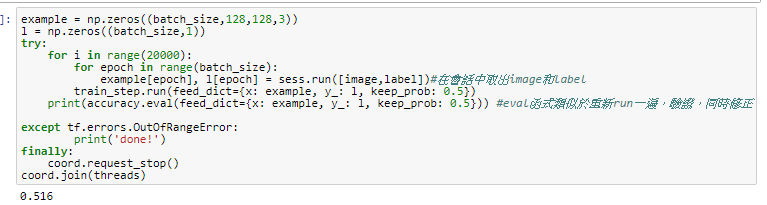 ]: example = np.zeros((batch_size,128,128,3))
l = np.zeros((batch_size,1))
try:
    for i in range(20000):
        for epoch in range(batch_size):
            example[epoch], l[epoch] = sess.run([image,label])#在會話中取出image和label
        train_step.run(feed_dict={x: example, y_: l, keep_prob: 0.5})
    print(accuracy.eval(feed_dict={x: example, y_: l, keep_prob: 0.5})) #eval函式類似於重新run一遍，驗證，同時修正
except tf.errors.OutOfRangeError:
        print('done!')
finally:
    coord.request_stop()
coord.join(threads)
0.516